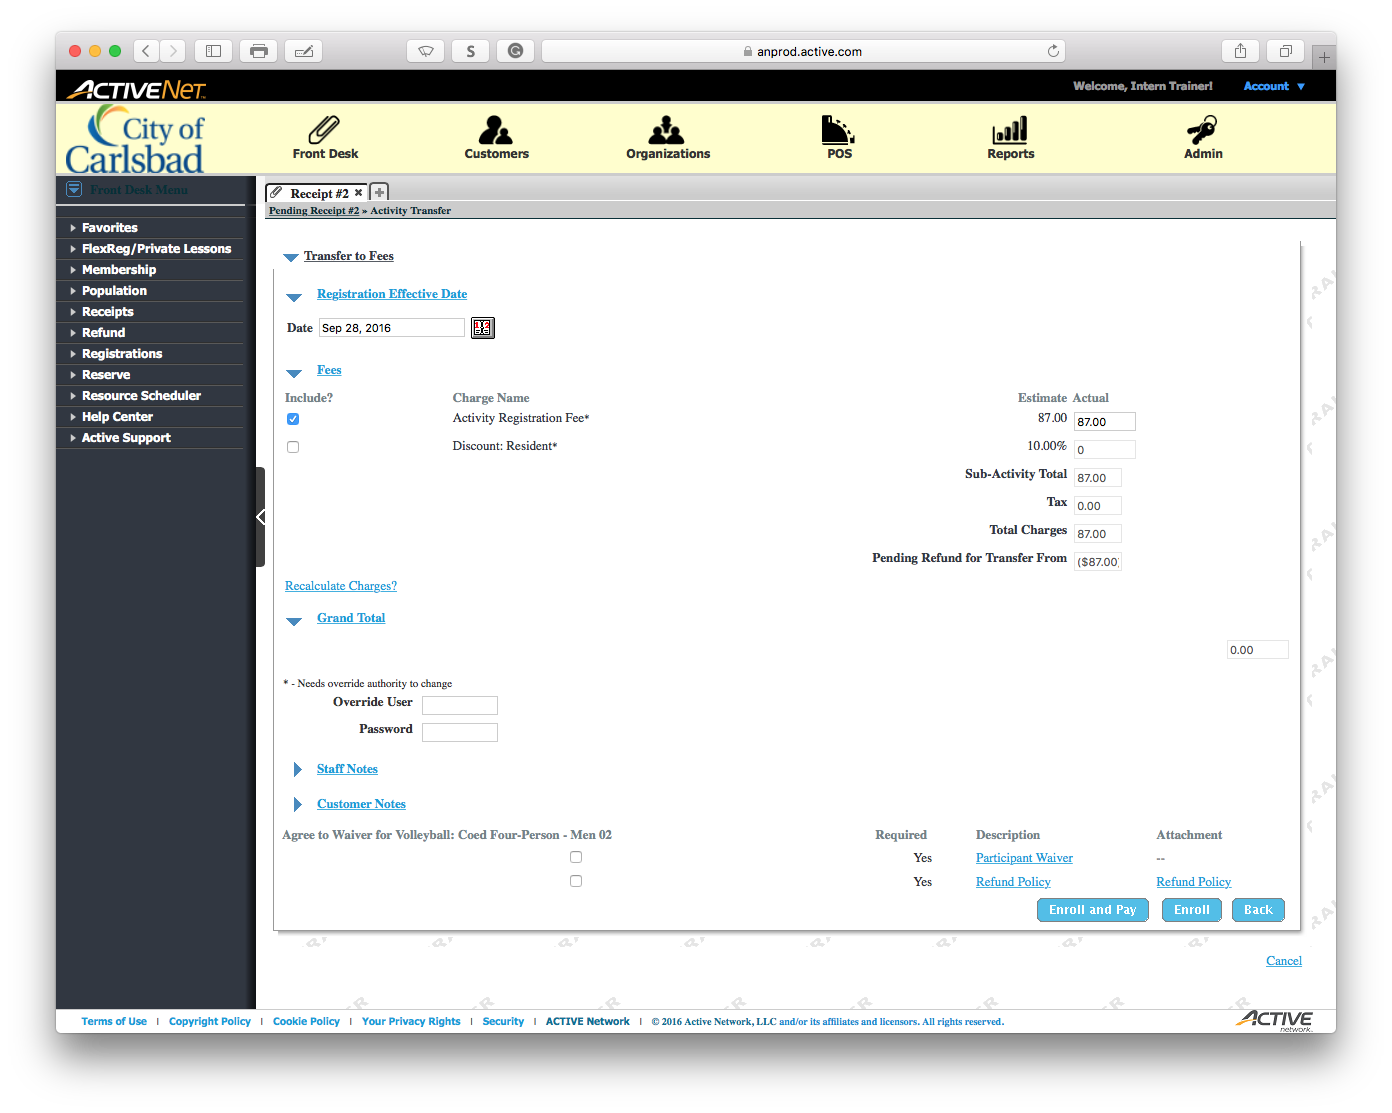 S
anprod.active.com
ACTIVENET
Welcome, Intern Trainer! Account
City of Carlsbad
Front Desk
Customers
Organizations
POS
Reports
Admin
Front Desk Menu
Receipt #2
Pending Receipt #2 » Activity Transfer
Favorites
FlexReg/Private Lessons
Membership
Population
Receipts
Refund
Registrations
Reserve
Resource Scheduler
Help Center
Active Support
Transfer to Fees
Registration Effective Date
Date Sep 28, 2016
Fees
Include? Charge Name Estimate Actual
Activity Registration Fee* 87.00 87.00
Discount: Resident* 10.00% 0
Sub-Activity Total 87.00
Tax 0.00
Total Charges 87.00
Pending Refund for Transfer From ($87.00)
Recalculate Charges?
Grand Total
0.00
* - Needs override authority to change
Override User
Password
Staff Notes
Customer Notes
Agree to Waiver for Volleyball: Coed Four-Person - Men 02 Required Description Attachment
Yes Participant Waiver --
Yes Refund Policy Refund Policy
Enroll and Pay Enroll Back
Cancel
Terms of Use | Copyright Policy | Cookie Policy | Your Privacy Rights | Security | ACTIVE Network | © 2016 Active Network, LLC and/or its affiliates and licensors. All rights reserved.
ACTIVE network